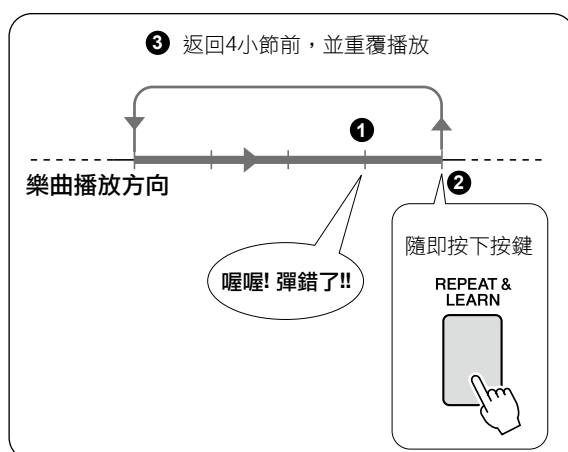 ❸ 返回4小節前，並重覆播放
❶
樂曲播放方向
❷
喔喔! 彈錯了!!
隨即按下按鍵
REPEAT &
LEARN